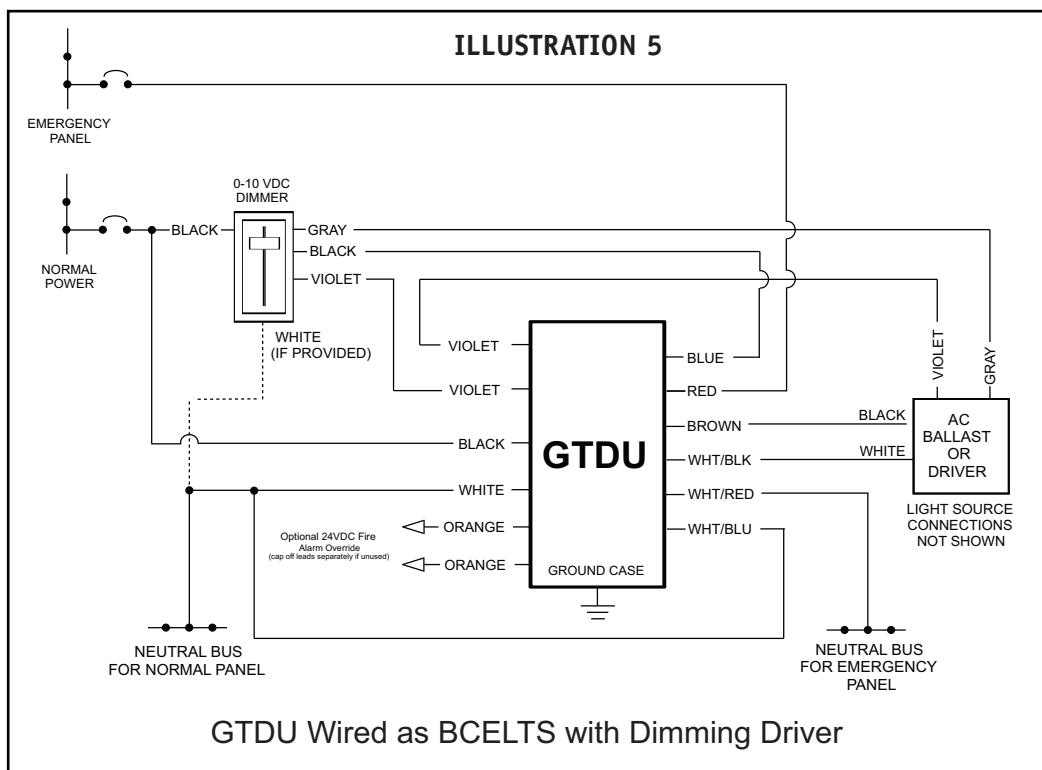 ILLUSTRATION 5
EMERGENCY
PANEL
0-10 VDC
DIMMER
BLACK
GRAY
BLACK
VIOLET
NORMAL
POWER
WHITE
(IF PROVIDED)
VIOLET
VIOLET
BLACK
WHITE
ORANGE
ORANGE
Optional 24VDC Fire
Alarm Override
(cap off leads separately if unused)
GTDU
GROUND CASE
BLUE
RED
BROWN
WHT/BLK
WHT/RED
WHT/BLU
VIOLET
GRAY
BLACK
WHITE
AC
BALLAST
OR
DRIVER
LIGHT SOURCE
CONNECTIONS
NOT SHOWN
NEUTRAL BUS
FOR NORMAL PANEL
NEUTRAL BUS
FOR EMERGENCY
PANEL
GTDU Wired as BCELTS with Dimming Driver